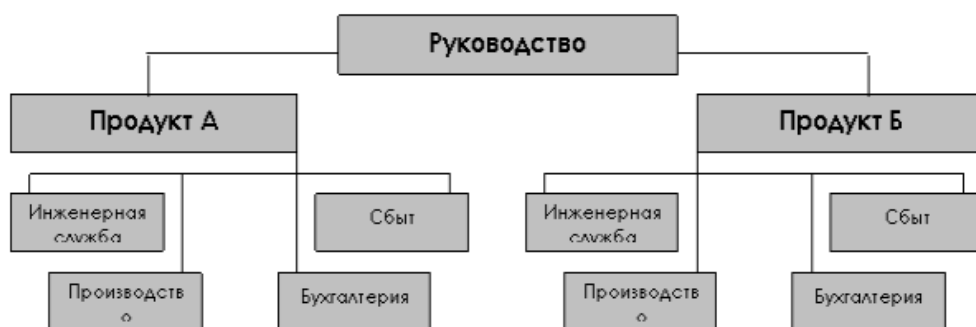 Руководство
Продукт А
Продукт Б
Инженерная
служба
Сбыт
Инженерная
служба
Сбыт
Производств
о
Бухгалтерия
Производств
о
Бухгалтерия